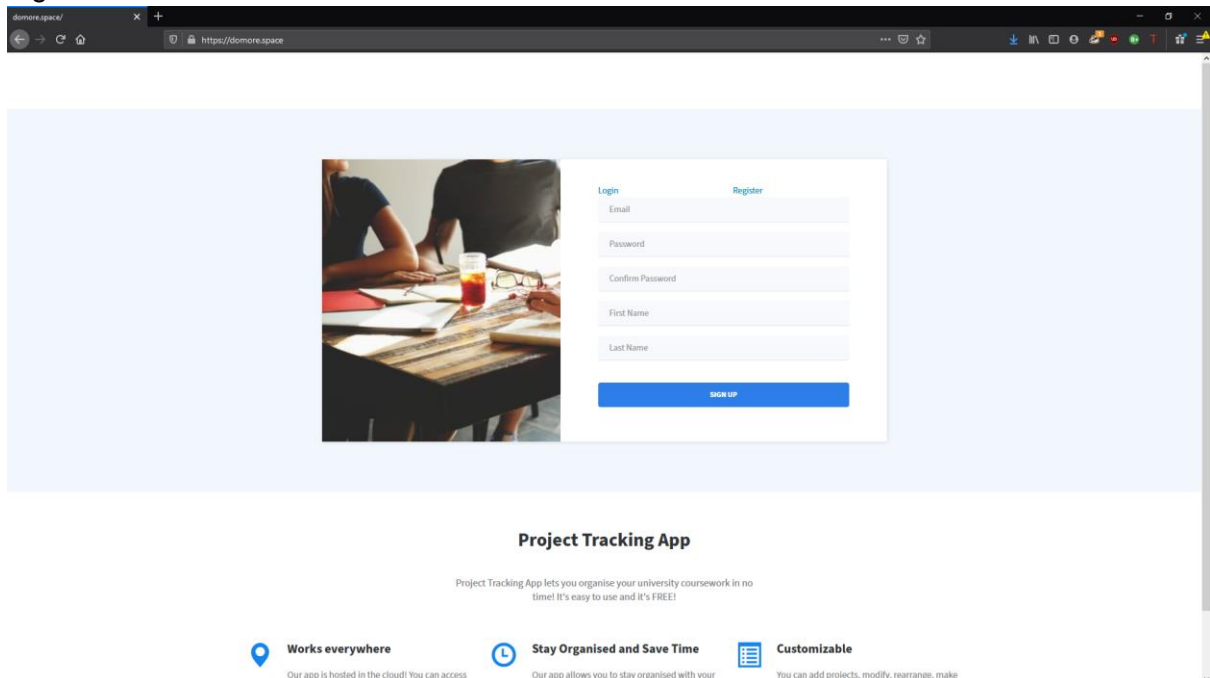 domore.space/
https://domore.space
Login Register
Email
Password
Confirm Password
First Name
Last Name
SIGN UP
Project Tracking App
Project Tracking App lets you organise your university coursework in no
time! It's easy to use and it's FREE!
Works everywhere
Our app is hosted in the cloud! You can access
Stay Organised and Save Time
Our app allows you to stay organised with your
Customizable
You can add projects, modify, rearrange, make